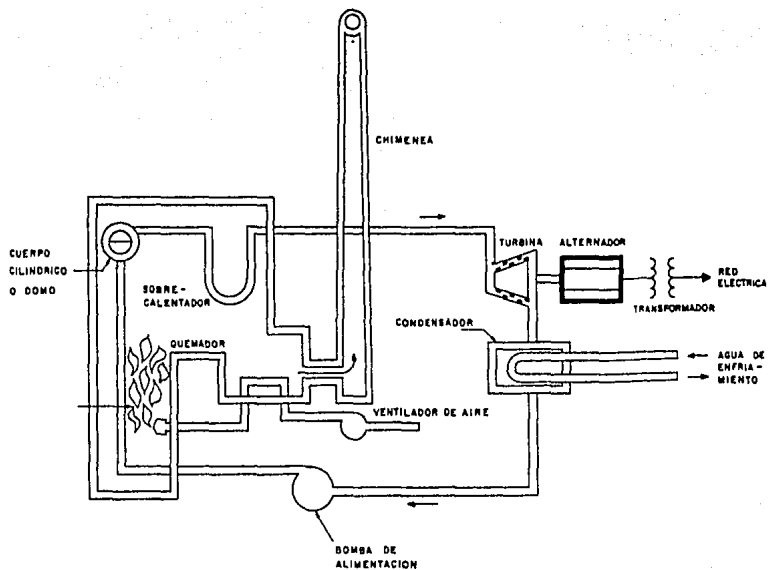 CHIMENEA
CUERPO
CILINDRICO
O DOMO
SOBRE-
CALENTADOR
TURBINA
ALTERNADOR
RED
ELECTRICA
TRANSFORMADOR
CONDENSADOR
QUEMADOR
AGUA DE
ENFRIA-
MIENTO
VENTILADOR DE AIRE
BOMBA DE
ALIMENTACION